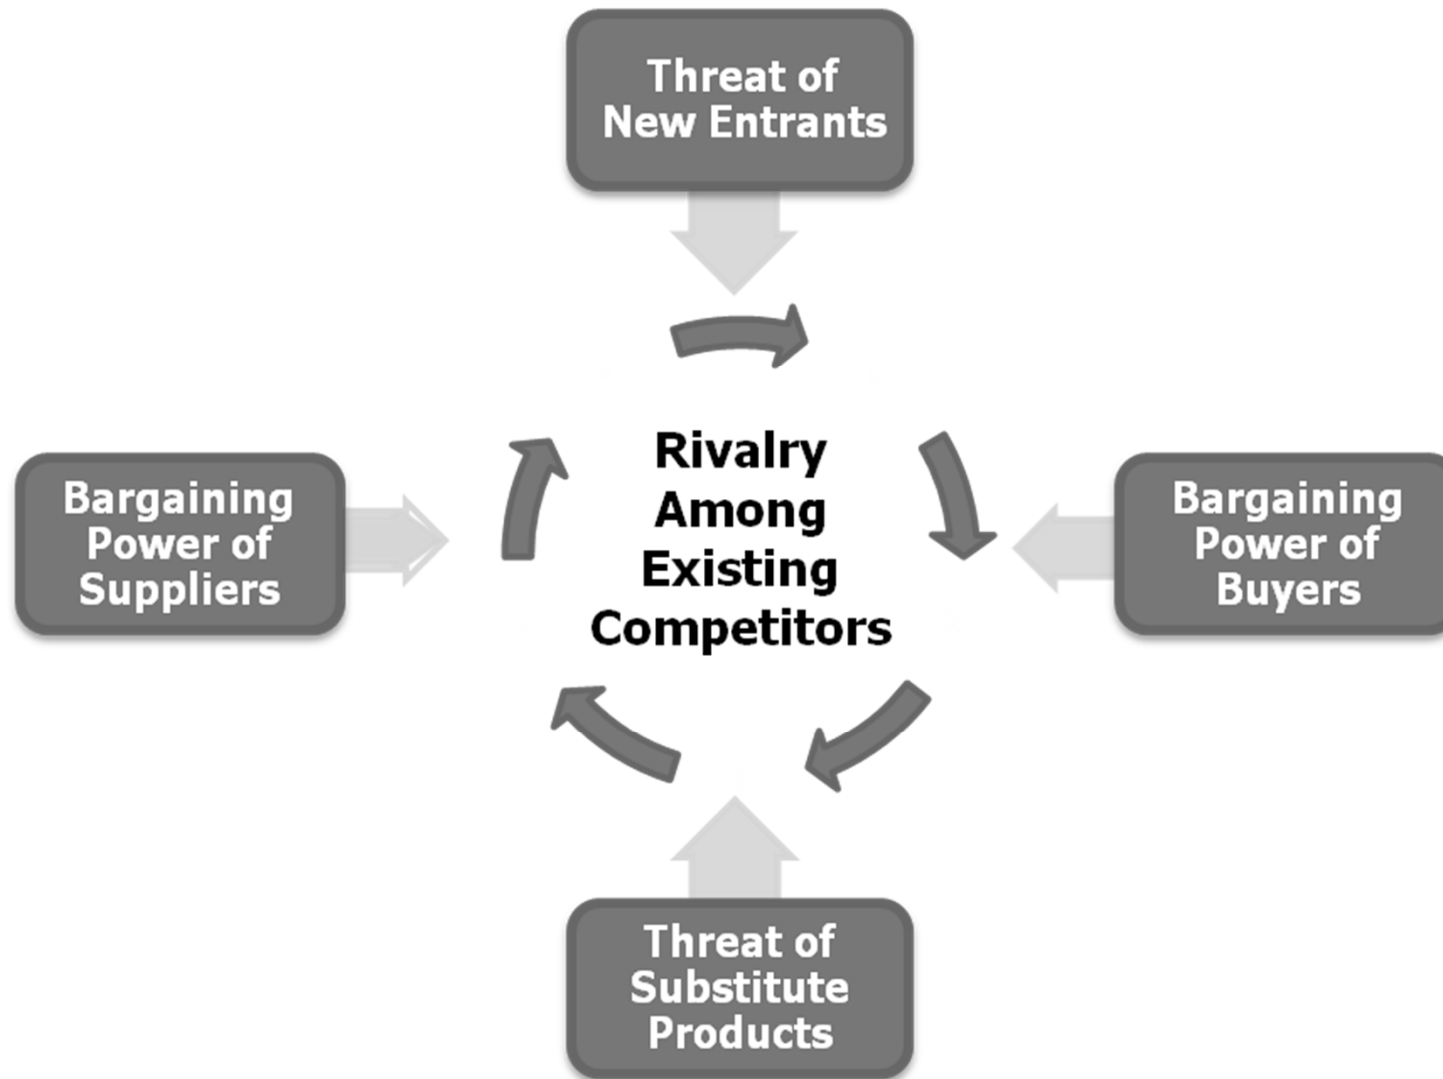 Threat of
New Entrants
Bargaining
Power of
Suppliers
Rivalry
Among
Existing
Competitors
Bargaining
Power of
Buyers
Threat of
Substitute
Products